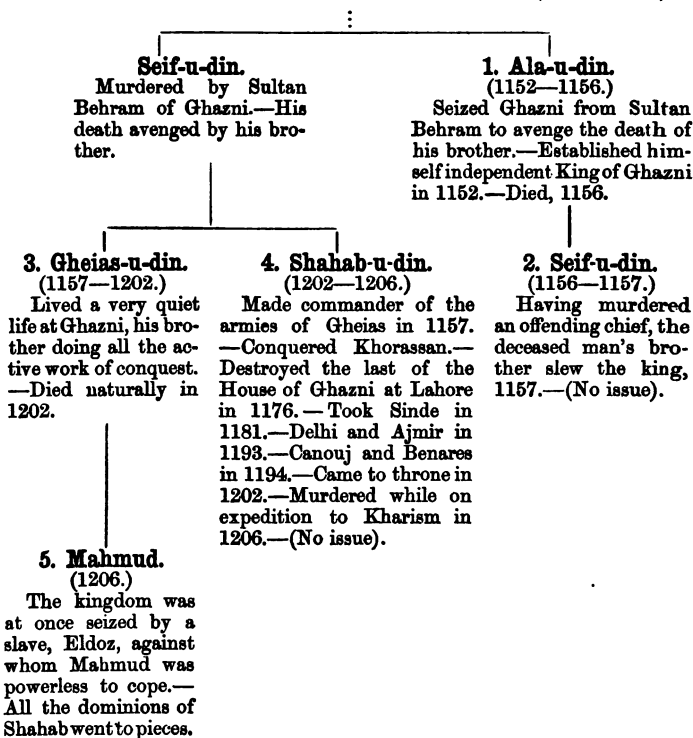 Seif-u-din.
Murdered by Sultan
Behram of Ghazni.—His
death avenged by his bro-
ther.
1. Ala-u-din.
(1152—1156.)
Seized Ghazni from Sultan
Behram to avenge the death of
his brother.—Established him-
self independent King of Ghazni
in 1152.—Died, 1156.
3. Gheias-u-din.
(1157—1202.)
Lived a very quiet
life at Ghazni, his bro-
ther doing all the ac-
tive work of conquest.
—Died naturally in
1202.
4. Shahab-u-din.
(1202—1206.)
Made commander of the
armies of Gheias in 1157.
—Conquered Khorassan.—
Destroyed the last of the
House of Ghazni at Lahore
in 1176.—Took Sinde in
1181.—Delhi and Ajmir in
1193.—Canouj and Benares
in 1194.—Came to throne in
1202.—Murdered while on
expedition to Kharism in
1206.—(No issue).
2. Seif-u-din.
(1156—1157.)
Having murdered
an offending chief, the
deceased man's bro-
ther slew the king,
1157.—(No issue).
5. Mahmud.
(1206.)
The kingdom was
at once seized by a
slave, Eldoz, against
whom Mahmud was
powerless to cope.—
All the dominions of
Shahab went to pieces.